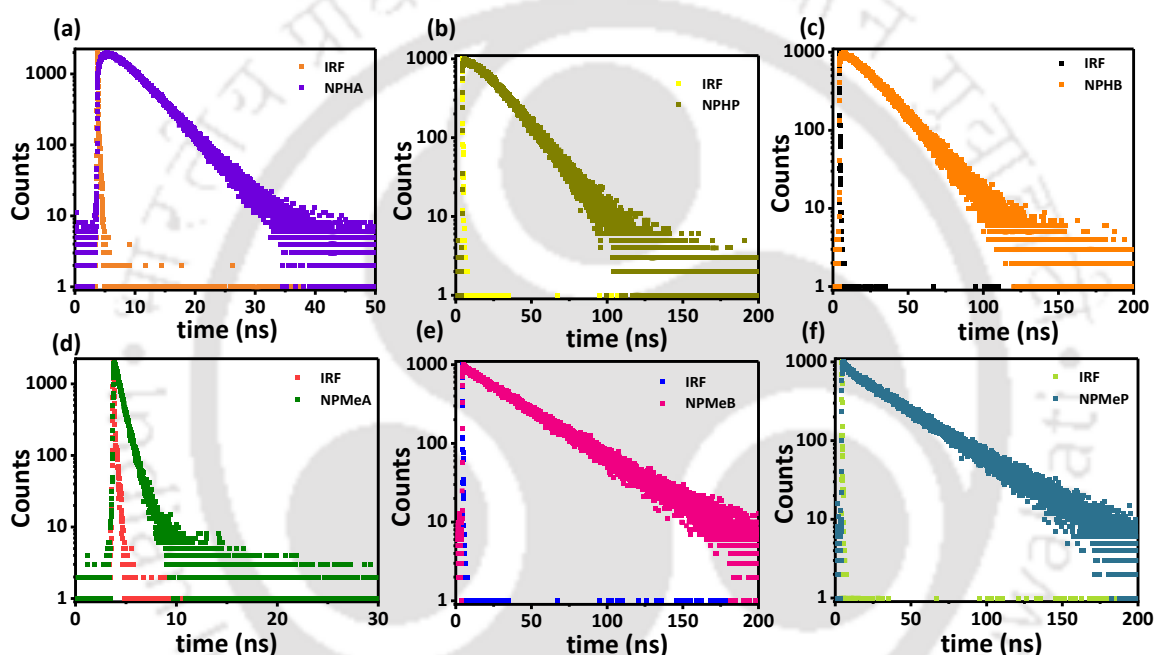 (a)
1000
100
10
1
Counts
IRF
NPHA
0 10 20 30 40 50
time (ns)
(b)
1000
100
10
1
Counts
IRF
NPHP
0 50 100 150 200
time (ns)
(c)
1000
100
10
1
Counts
IRF
NPHB
0 50 100 150 200
time (ns)
(d)
1000
100
10
1
Counts
IRF
NPMeA
0 10 20 30
time (ns)
(e)
1000
100
10
1
Counts
IRF
NPMeB
0 50 100 150 200
time (ns)
(f)
1000
100
10
1
Counts
IRF
NPMeP
0 50 100 150 200
time (ns)